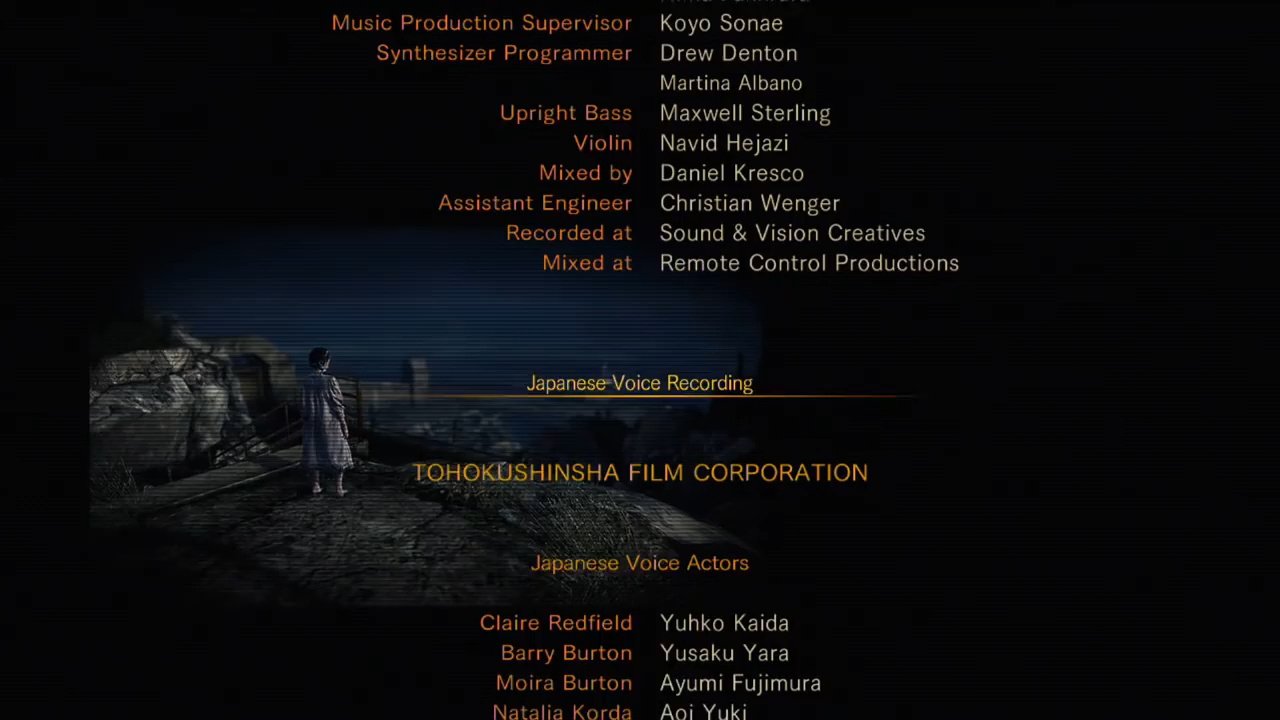 Music Production Supervisor Koyo Sonae
Synthesizer Programmer Drew Denton
Martina Albano
Upright Bass Maxwell Sterling
Violin Navid Hejazi
Mixed by Daniel Kresco
Assistant Engineer Christian Wenger
Recorded at Sound & Vision Creatives
Mixed at Remote Control Productions
Japanese Voice Recording
TOHOKUSHINSHA FILM CORPORATION
Japanese Voice Actors
Claire Redfield Yuhko Kaida
Barry Burton Yusaku Yara
Moira Burton Ayumi Fujimura
Natalia Korda Aoi Yuki